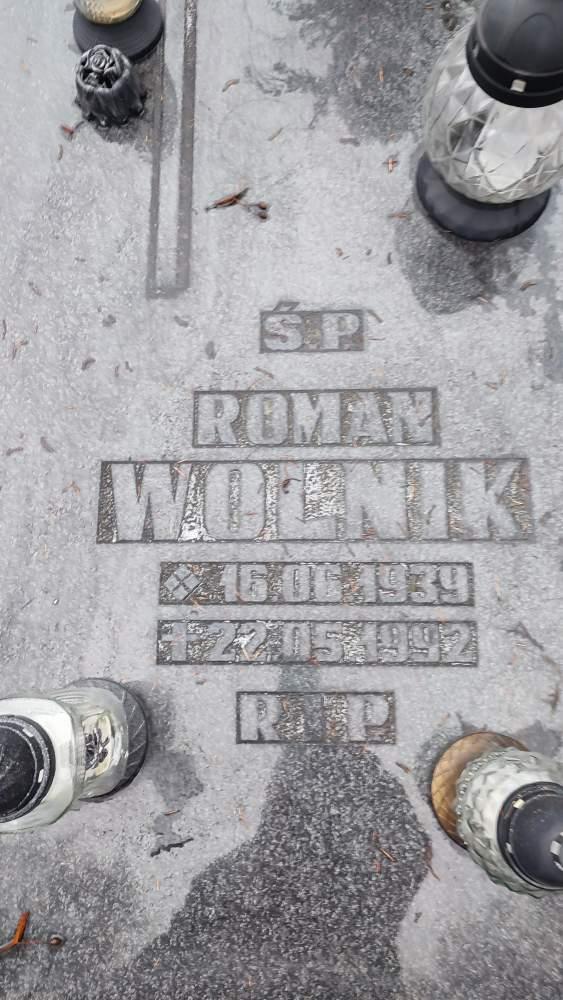 Ś.P.
ROMAN
WOLNIK
* 16 06 1939
† 22 05 1992
R I P